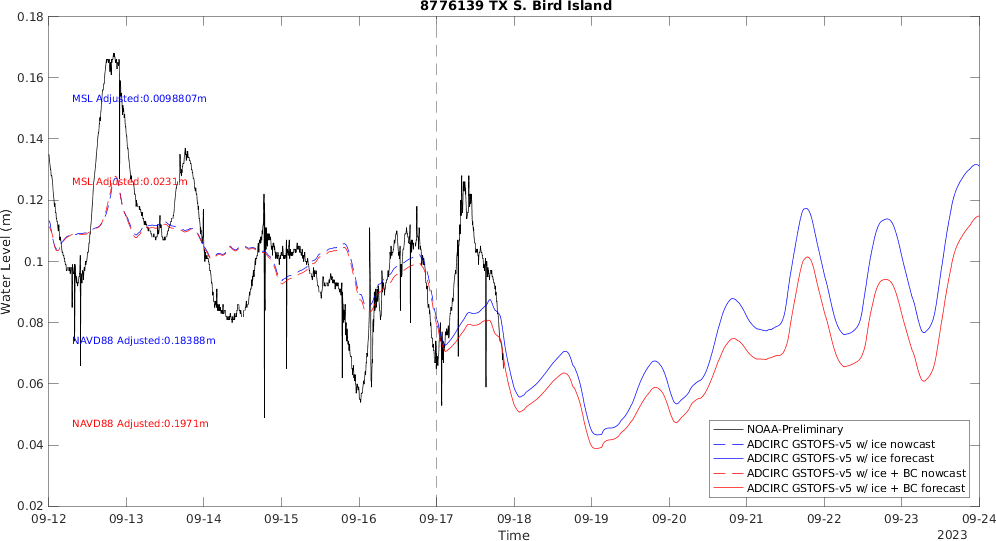 8776139 TX S. Bird Island
Water Level (m)
0.18
0.16
0.14
0.12
0.1
0.08
0.06
0.04
0.02
MSL Adjusted:0.0098807m
MSL Adjusted:0.0231m
NAVD88 Adjusted:0.18388m
NAVD88 Adjusted:0.1971m
NOAA-Preliminary
ADCIRC GSTOFS-v5 w/ ice nowcast
ADCIRC GSTOFS-v5 w/ ice forecast
ADCIRC GSTOFS-v5 w/ ice + BC nowcast
ADCIRC GSTOFS-v5 w/ ice + BC forecast
09-12 09-13 09-14 09-15 09-16 09-17 09-18 09-19 09-20 09-21 09-22 09-23 09-24
Time
2023